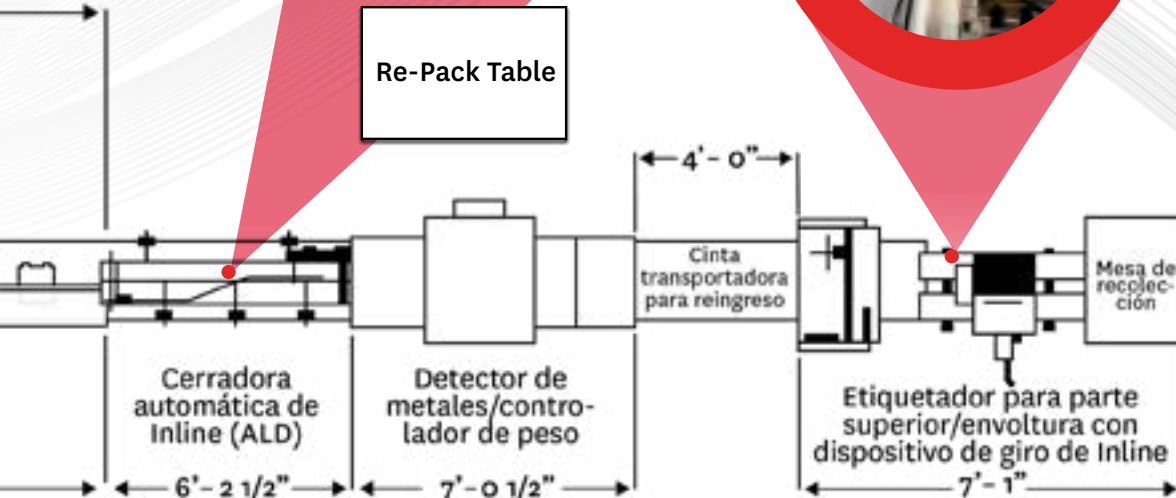 Re-Pack Table
4’- 0”
Cinta
transportadora
para reingreso
Mesa de
recolec-
ción
Cerradora
automática de
Inline (ALD)
Detector de
metales/contro-
lador de peso
Etiquetador para parte
superior/envoltura con
dispositivo de giro de Inline
6’- 2 1/2”
7’- 0 1/2”
7’- 1”